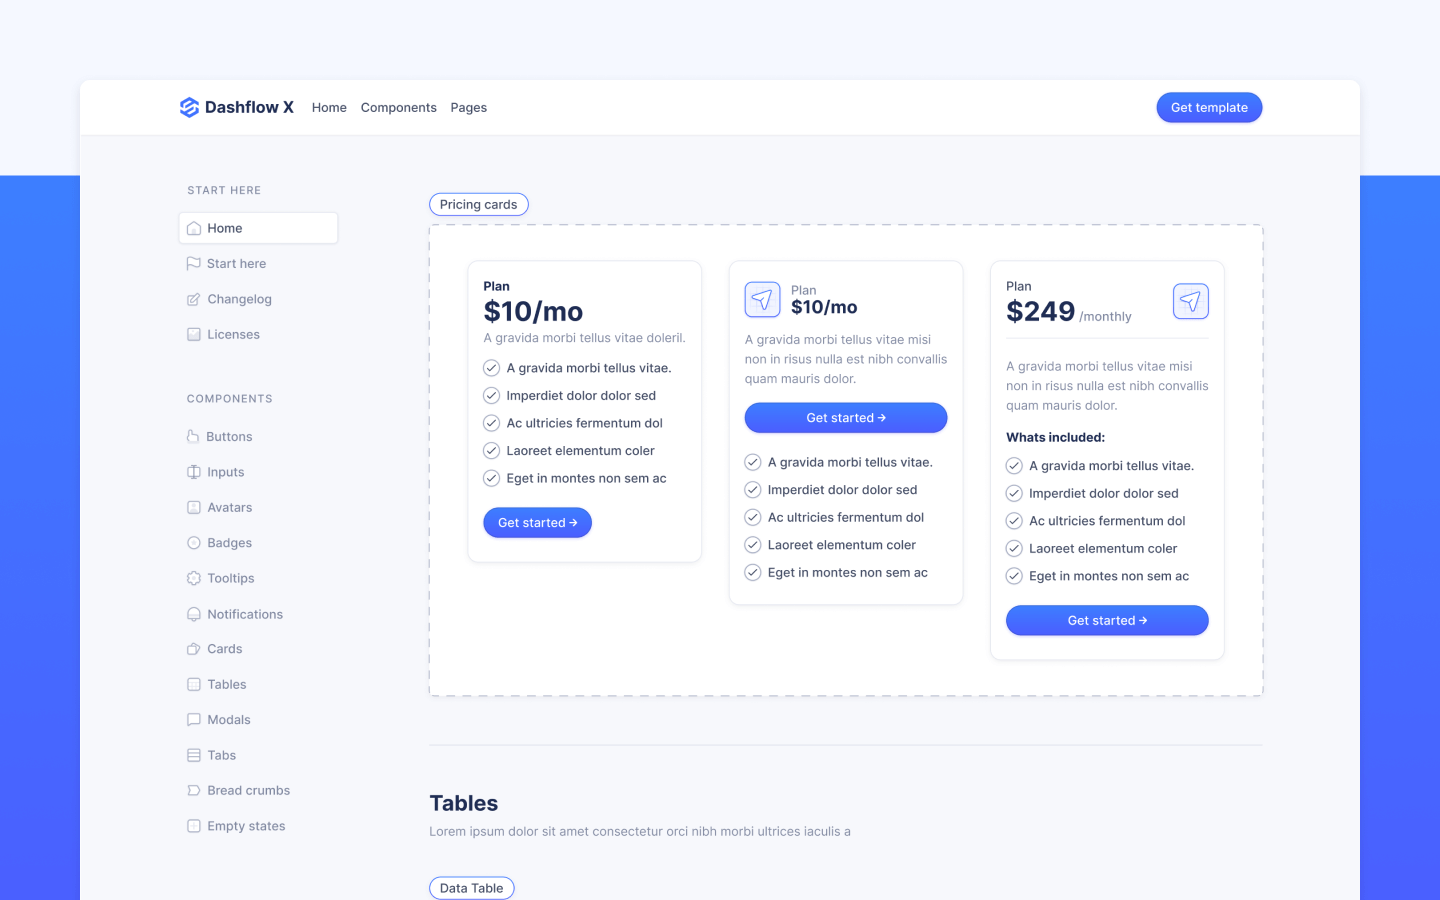 Dashflow X
Home
Components
Pages
Get template
START HERE
Home
Start here
Changelog
Licenses
COMPONENTS
Buttons
Inputs
Avatars
Badges
Tooltips
Notifications
Cards
Tables
Modals
Tabs
Bread crumbs
Empty states
Pricing cards
Plan
$10/mo
A gravida morbi tellus vitae doleril.
A gravida morbi tellus vitae.
Imperdiet dolor dolor sed
Ac ultricies fermentum dol
Laoreet elementum coler
Eget in montes non sem ac
Get started →
Plan
$10/mo
A gravida morbi tellus vitae misi
non in risus nulla est nibh convallis
quam mauris dolor.
Get started →
A gravida morbi tellus vitae.
Imperdiet dolor dolor sed
Ac ultricies fermentum dol
Laoreet elementum coler
Eget in montes non sem ac
Plan
$249 /monthly
A gravida morbi tellus vitae misi
non in risus nulla est nibh convallis
quam mauris dolor.
Whats included:
A gravida morbi tellus vitae.
Imperdiet dolor dolor sed
Ac ultricies fermentum dol
Laoreet elementum coler
Eget in montes non sem ac
Get started →
Tables
Lorem ipsum dolor sit amet consectetur orci nibh morbi ultrices iaculis a
Data Table